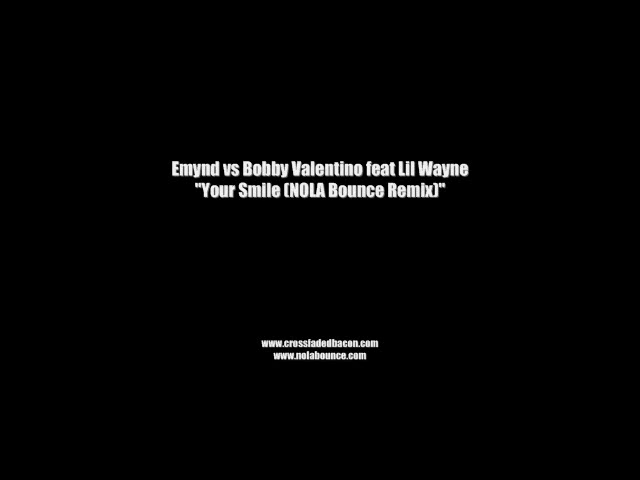 Emynd vs Bobby Valentino feat Lil Wayne
"Your Smile (NOLA Bounce Remix)"
www.crossfadedbacon.com
www.nolabounce.com